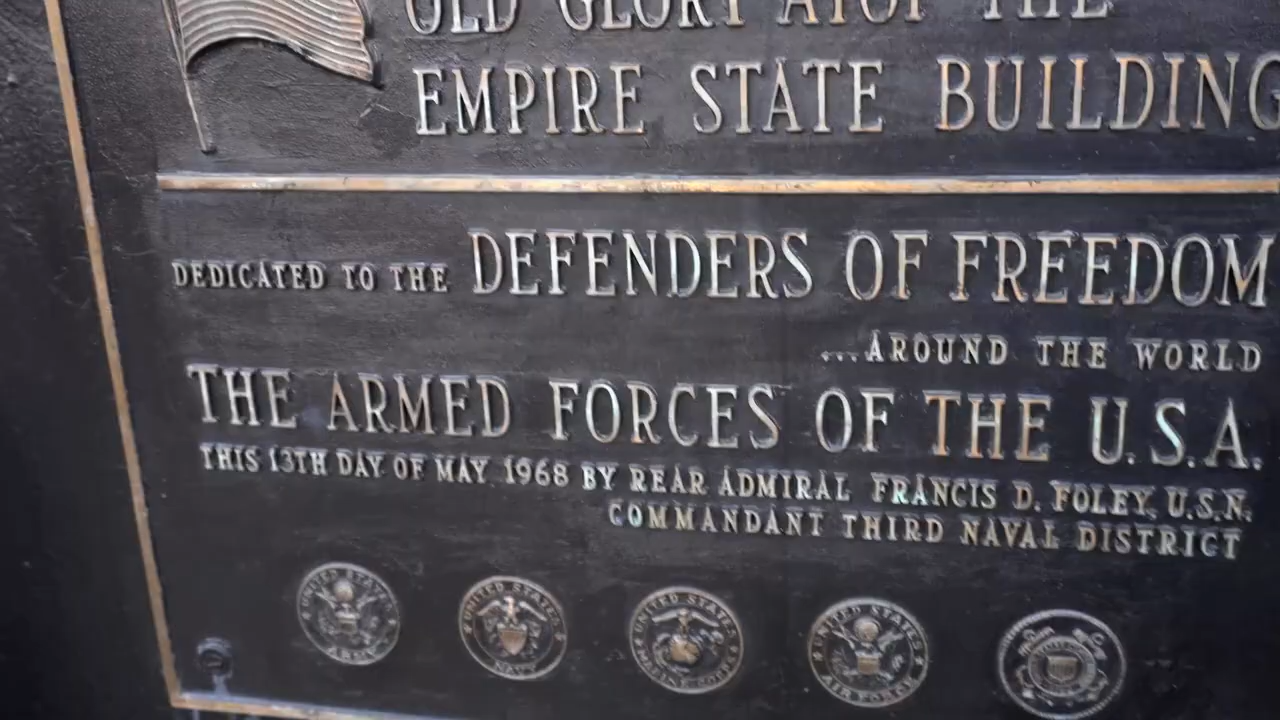 OLD GLORY ATOP THE
EMPIRE STATE BUILDING
DEDICATED TO THE DEFENDERS OF FREEDOM
...AROUND THE WORLD
THE ARMED FORCES OF THE U.S.A.
THIS 13TH DAY OF MAY 1968 BY REAR ADMIRAL FRANCIS D. FOLEY, U.S.N.
COMMANDANT THIRD NAVAL DISTRICT
UNITED STATES ARMY
UNITED STATES NAVY
UNITED STATES MARINE CORPS
UNITED STATES AIR FORCE